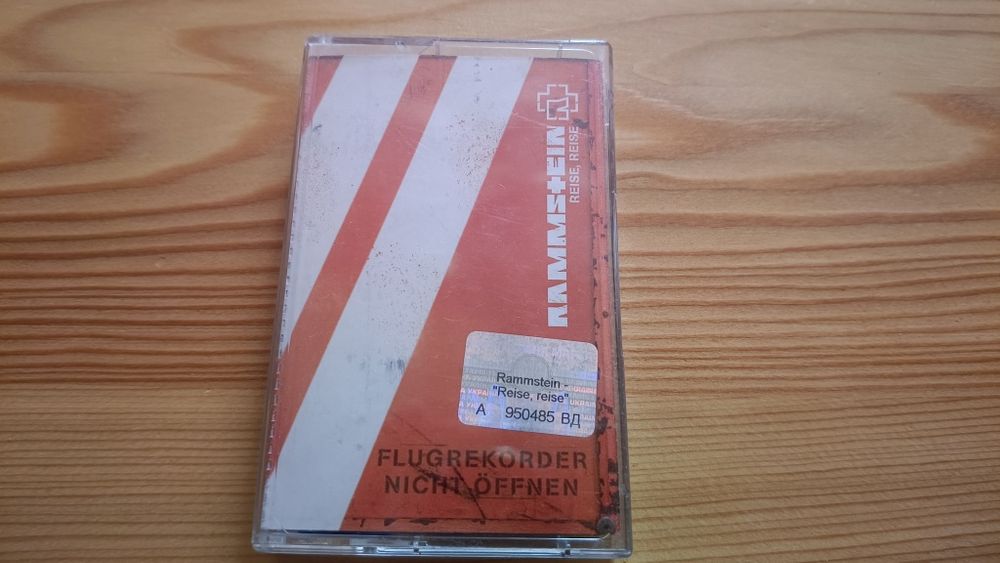 RAMMSTEIN
REISE, REISE
Rammstein -
"Reise, reise"
А 950485 ВД
FLUGREKORDER
NICHT ÖFFNEN